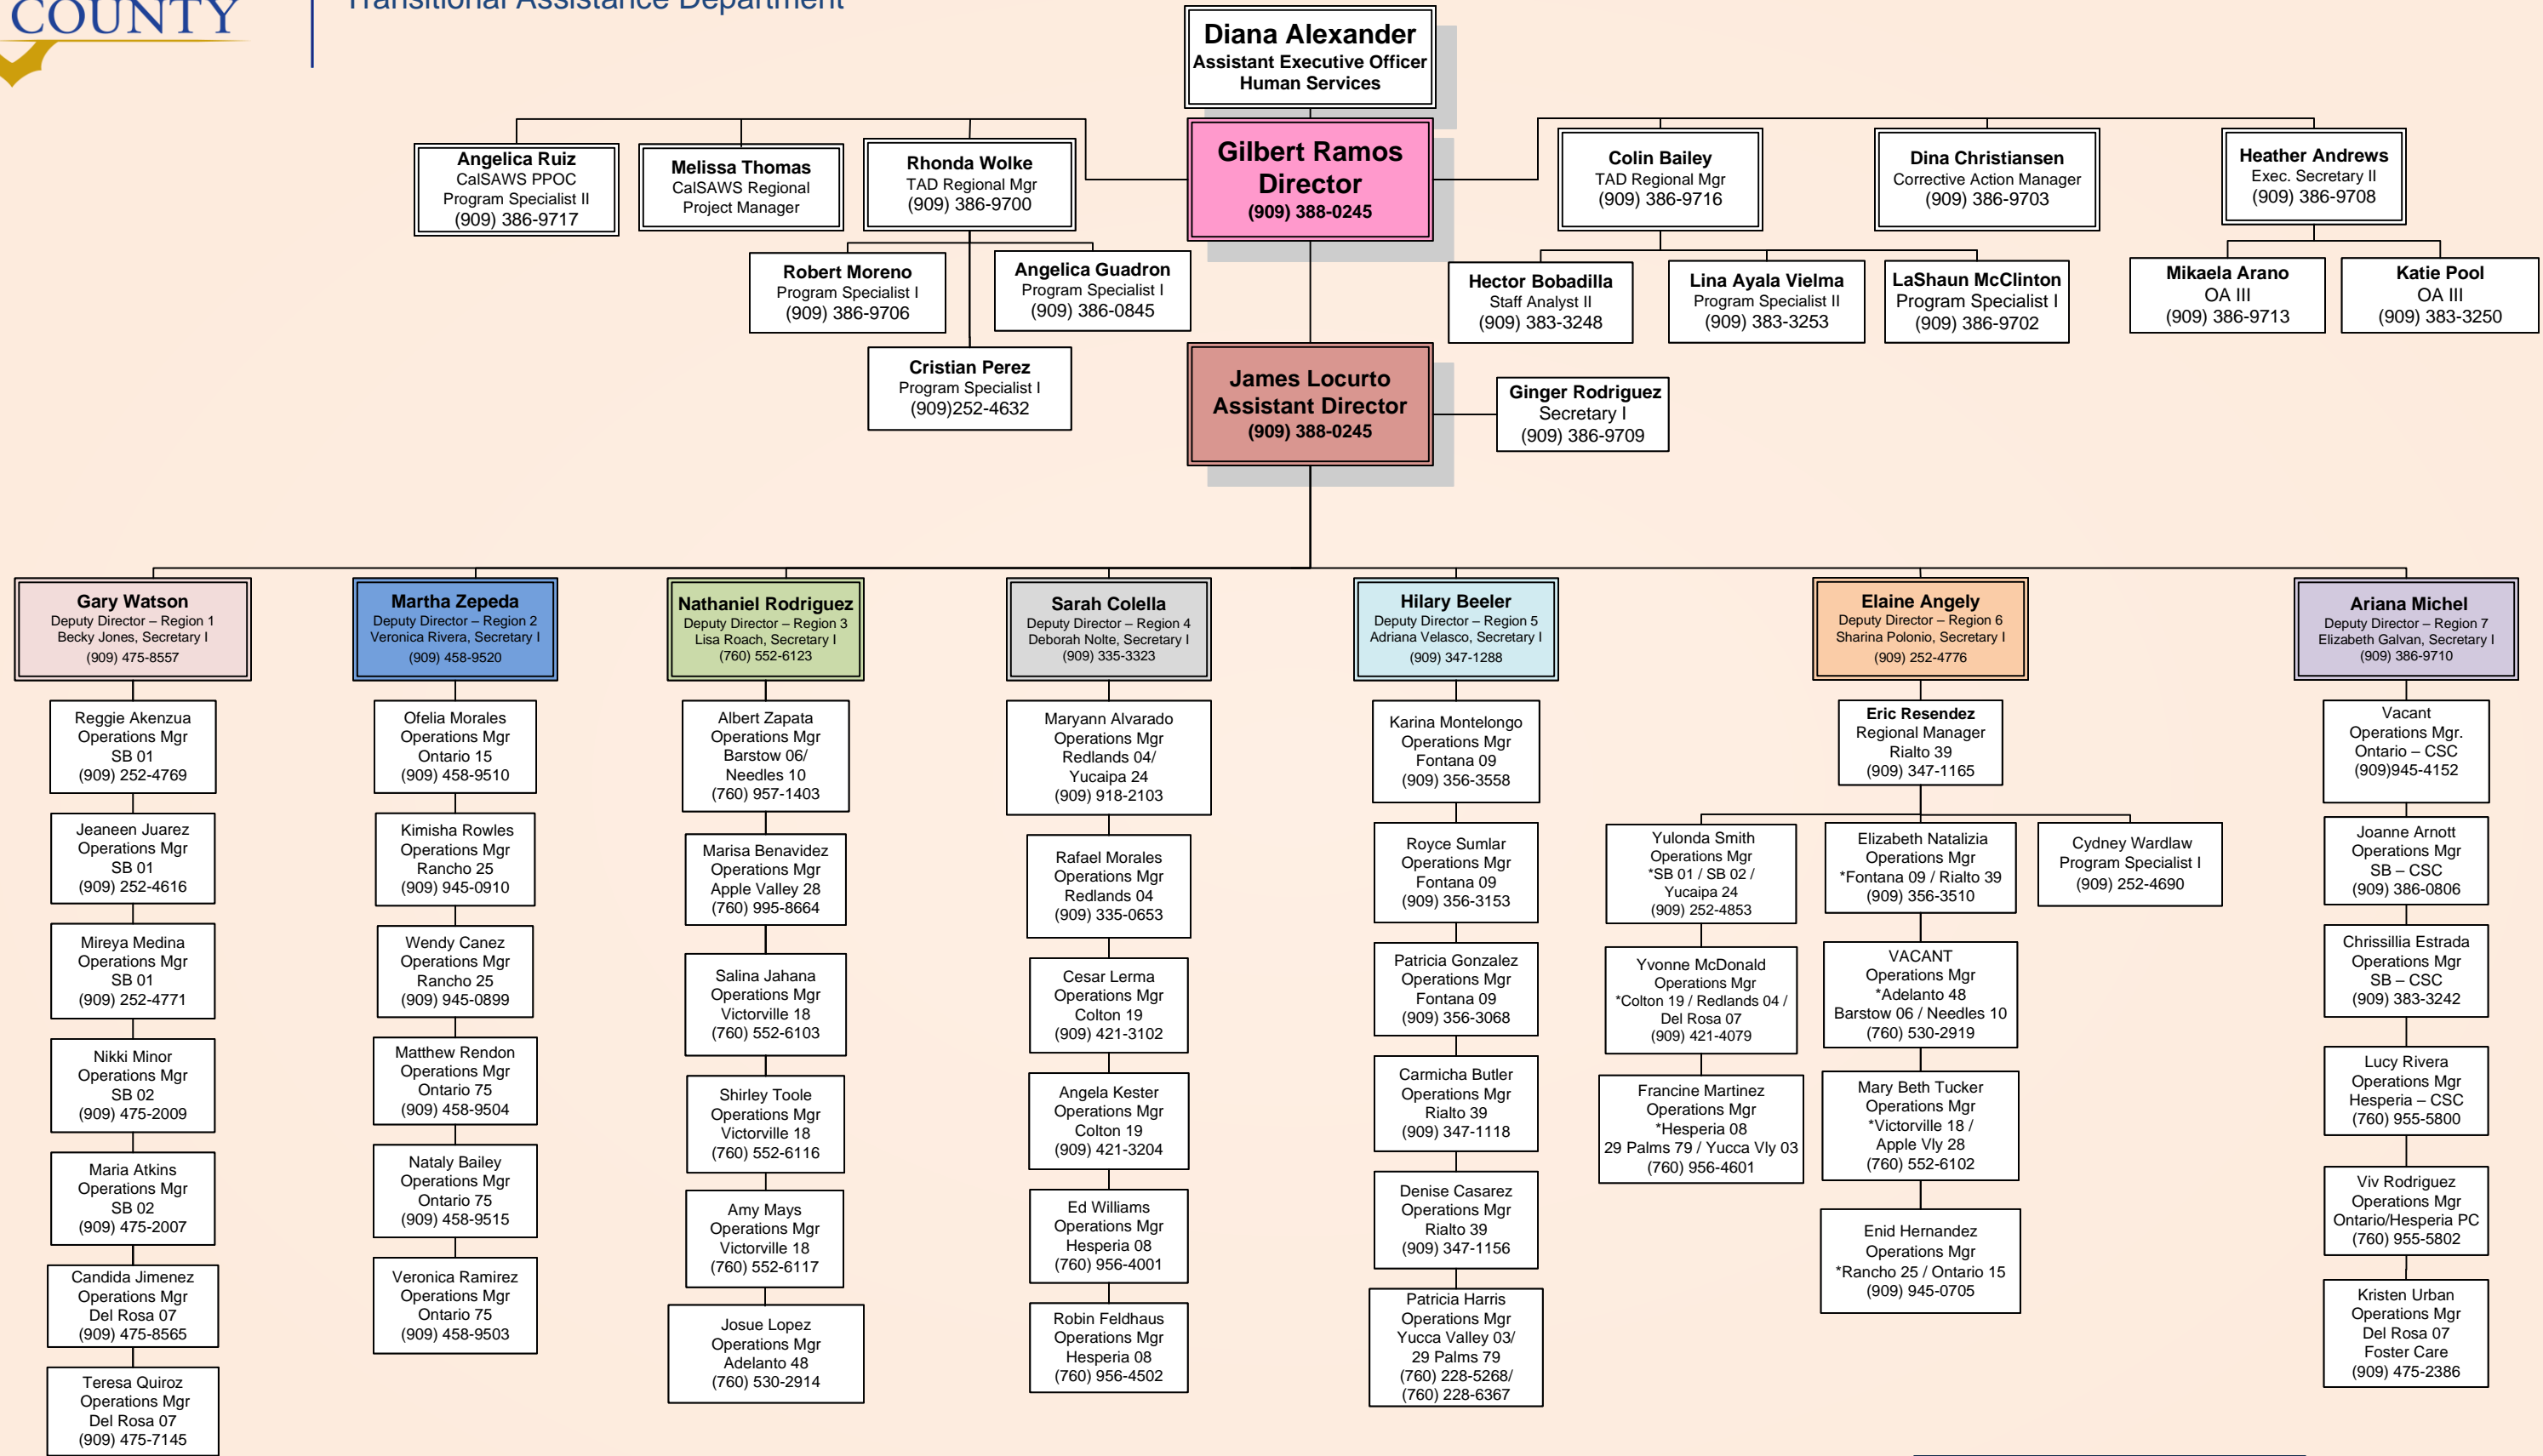 COUNTY
Transitional Assistance Department
Diana Alexander
Assistant Executive Officer
Human Services
Gilbert Ramos
Director
(909) 388-0245
Angelica Ruiz
CalSAWS PPOC
Program Specialist II
(909) 386-9717
Melissa Thomas
CalSAWS Regional
Project Manager
Rhonda Wolke
TAD Regional Mgr
(909) 386-9700
Colin Bailey
TAD Regional Mgr
(909) 386-9716
Dina Christiansen
Corrective Action Manager
(909) 386-9703
Heather Andrews
Exec. Secretary II
(909) 386-9708
Robert Moreno
Program Specialist I
(909) 386-9706
Angelica Guadron
Program Specialist I
(909) 386-0845
Cristian Perez
Program Specialist I
(909)252-4632
Hector Bobadilla
Staff Analyst II
(909) 383-3248
Lina Ayala Vielma
Program Specialist II
(909) 383-3253
LaShaun McClinton
Program Specialist I
(909) 386-9702
Mikaela Arano
OA III
(909) 386-9713
Katie Pool
OA III
(909) 383-3250
James Locurto
Assistant Director
(909) 388-0245
Ginger Rodriguez
Secretary I
(909) 386-9709
Gary Watson
Deputy Director – Region 1
Becky Jones, Secretary I
(909) 475-8557
Reggie Akenzua
Operations Mgr
SB 01
(909) 252-4769
Jeaneen Juarez
Operations Mgr
SB 01
(909) 252-4616
Mireya Medina
Operations Mgr
SB 01
(909) 252-4771
Nikki Minor
Operations Mgr
SB 02
(909) 475-2009
Maria Atkins
Operations Mgr
SB 02
(909) 475-2007
Candida Jimenez
Operations Mgr
Del Rosa 07
(909) 475-8565
Teresa Quiroz
Operations Mgr
Del Rosa 07
(909) 475-7145
Martha Zepeda
Deputy Director – Region 2
Veronica Rivera, Secretary I
(909) 458-9520
Ofelia Morales
Operations Mgr
Ontario 15
(909) 458-9510
Kimisha Rowles
Operations Mgr
Rancho 25
(909) 945-0910
Wendy Canez
Operations Mgr
Rancho 25
(909) 945-0899
Matthew Rendon
Operations Mgr
Ontario 75
(909) 458-9504
Nataly Bailey
Operations Mgr
Ontario 75
(909) 458-9515
Veronica Ramirez
Operations Mgr
Ontario 75
(909) 458-9503
Nathaniel Rodriguez
Deputy Director – Region 3
Lisa Roach, Secretary I
(760) 552-6123
Albert Zapata
Operations Mgr
Barstow 06/
Needles 10
(760) 957-1403
Marisa Benavidez
Operations Mgr
Apple Valley 28
(760) 995-8664
Salina Jahana
Operations Mgr
Victorville 18
(760) 552-6103
Shirley Toole
Operations Mgr
Victorville 18
(760) 552-6116
Amy Mays
Operations Mgr
Victorville 18
(760) 552-6117
Josue Lopez
Operations Mgr
Adelanto 48
(760) 530-2914
Sarah Colella
Deputy Director – Region 4
Deborah Nolte, Secretary I
(909) 335-3323
Maryann Alvarado
Operations Mgr
Redlands 04/
Yucaipa 24
(909) 918-2103
Rafael Morales
Operations Mgr
Redlands 04
(909) 335-0653
Cesar Lerma
Operations Mgr
Colton 19
(909) 421-3102
Angela Kester
Operations Mgr
Colton 19
(909) 421-3204
Ed Williams
Operations Mgr
Hesperia 08
(760) 956-4001
Robin Feldhaus
Operations Mgr
Hesperia 08
(760) 956-4502
Hilary Beeler
Deputy Director – Region 5
Adriana Velasco, Secretary I
(909) 347-1288
Karina Montelongo
Operations Mgr
Fontana 09
(909) 356-3558
Royce Sumlar
Operations Mgr
Fontana 09
(909) 356-3153
Patricia Gonzalez
Operations Mgr
Fontana 09
(909) 356-3068
Carmicha Butler
Operations Mgr
Rialto 39
(909) 347-1118
Denise Casarez
Operations Mgr
Rialto 39
(909) 347-1156
Patricia Harris
Operations Mgr
Yucca Valley 03/
29 Palms 79
(760) 228-5268/
(760) 228-6367
Elaine Angely
Deputy Director – Region 6
Sharina Polonio, Secretary I
(909) 252-4776
Eric Resendez
Regional Manager
Rialto 39
(909) 347-1165
Yulonda Smith
Operations Mgr
*SB 01 / SB 02 /
Yucaipa 24
(909) 252-4853
Yvonne McDonald
Operations Mgr
*Colton 19 / Redlands 04 /
Del Rosa 07
(909) 421-4079
Francine Martinez
Operations Mgr
*Hesperia 08
29 Palms 79 / Yucca Vly 03
(760) 956-4601
Elizabeth Natalizia
Operations Mgr
*Fontana 09 / Rialto 39
(909) 356-3510
VACANT
Operations Mgr
*Adelanto 48
Barstow 06 / Needles 10
(760) 530-2919
Mary Beth Tucker
Operations Mgr
*Victorville 18 /
Apple Vly 28
(760) 552-6102
Enid Hernandez
Operations Mgr
*Rancho 25 / Ontario 15
(909) 945-0705
Cydney Wardlaw
Program Specialist I
(909) 252-4690
Ariana Michel
Deputy Director – Region 7
Elizabeth Galvan, Secretary I
(909) 386-9710
Vacant
Operations Mgr.
Ontario – CSC
(909)945-4152
Joanne Arnott
Operations Mgr
SB – CSC
(909) 386-0806
Chrissillia Estrada
Operations Mgr
SB – CSC
(909) 383-3242
Lucy Rivera
Operations Mgr
Hesperia – CSC
(760) 955-5800
Viv Rodriguez
Operations Mgr
Ontario/Hesperia PC
(760) 955-5802
Kristen Urban
Operations Mgr
Del Rosa 07
Foster Care
(909) 475-2386